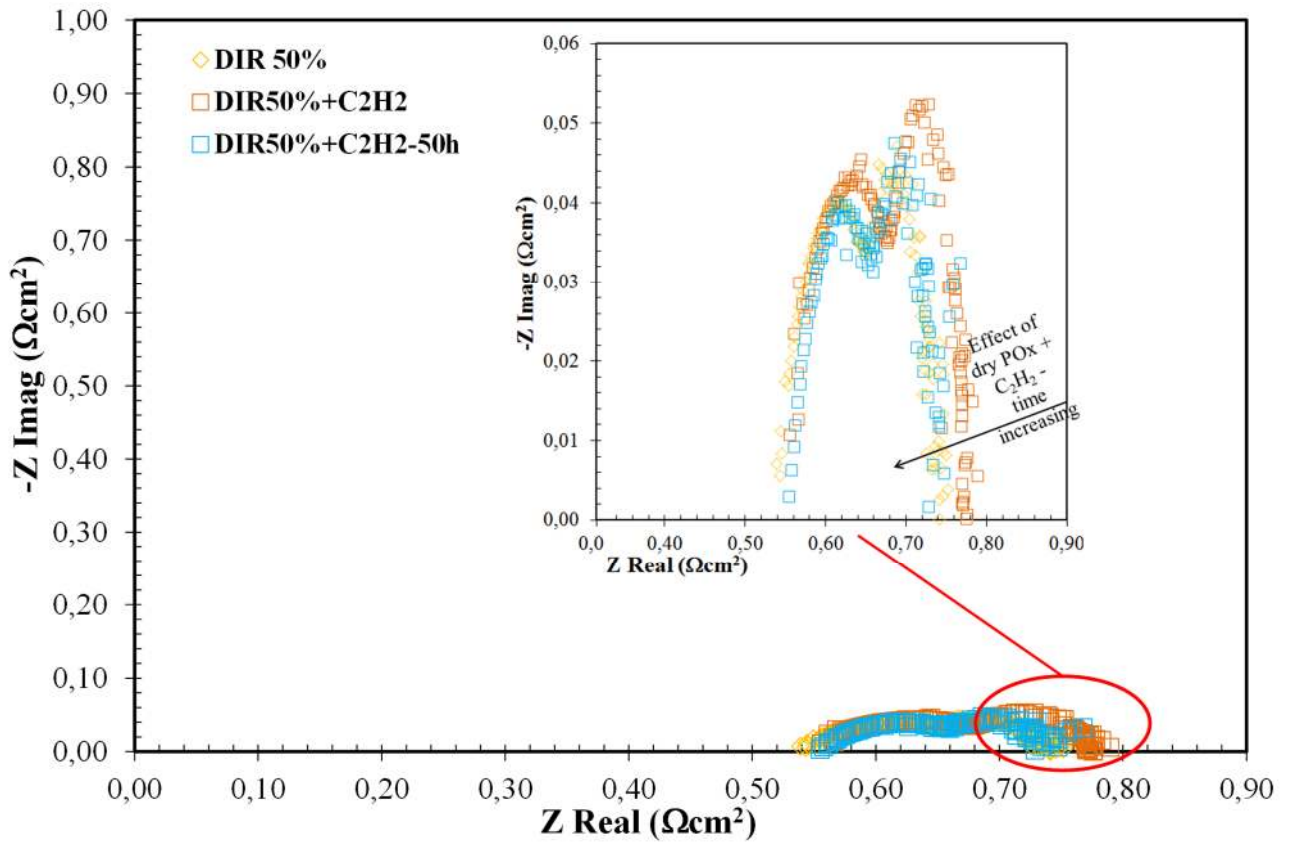 1,00
0,90
0,80
0,70
0,60
0,50
0,40
0,30
0,20
0,10
0,00
-Z Imag (Ωcm²)
0,00 0,10 0,20 0,30 0,40 0,50 0,60 0,70 0,80 0,90
Z Real (Ωcm²)
DIR 50%
DIR50%+C2H2
DIR50%+C2H2-50h
0,06
0,05
0,04
0,03
0,02
0,01
0,00
-Z Imag (Ωcm²)
0,0 0,40 0,50 0,60 0,70 0,80 0,90
Z Real (Ωcm²)
Effect of
dry POx +
C₂H₂ -
time
increasing